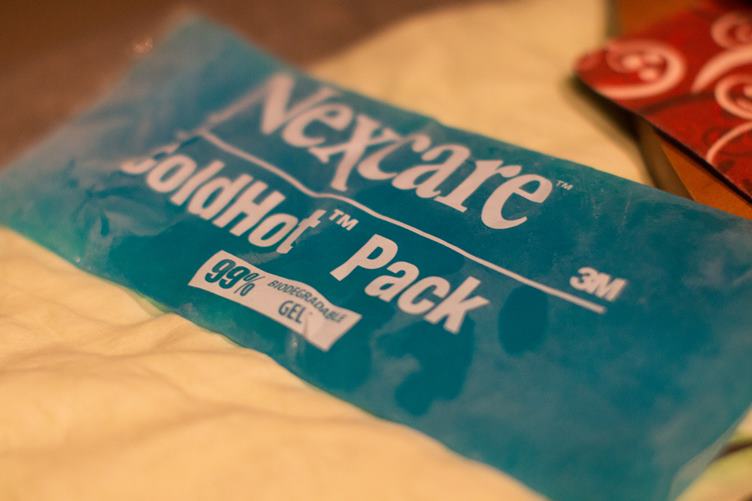 Nexcare™
ColdHot™ Pack
3M
99% BIODEGRADABLE
GEL